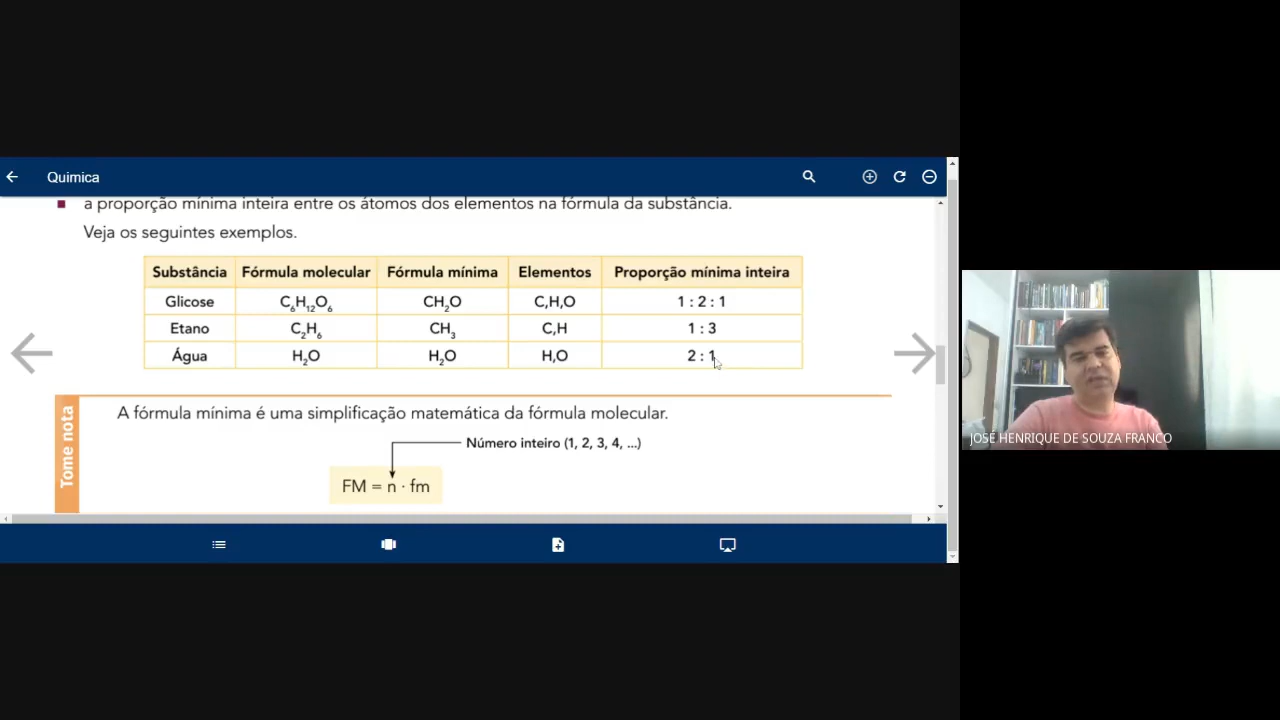 Quimica
a proporção mínima inteira entre os átomos dos elementos na fórmula da substância.
Veja os seguintes exemplos.
Substância Fórmula molecular Fórmula mínima Elementos Proporção mínima inteira
Glicose C₆H₁₂O₆ CH₂O C,H,O 1 : 2 : 1
Etano C₂H₆ CH₃ C,H 1 : 3
Água H₂O H₂O H,O 2 : 1
Tome nota
A fórmula mínima é uma simplificação matemática da fórmula molecular.
Número inteiro (1, 2, 3, 4, ...)
FM = n · fm
JOSÉ HENRIQUE DE SOUZA FRANCO